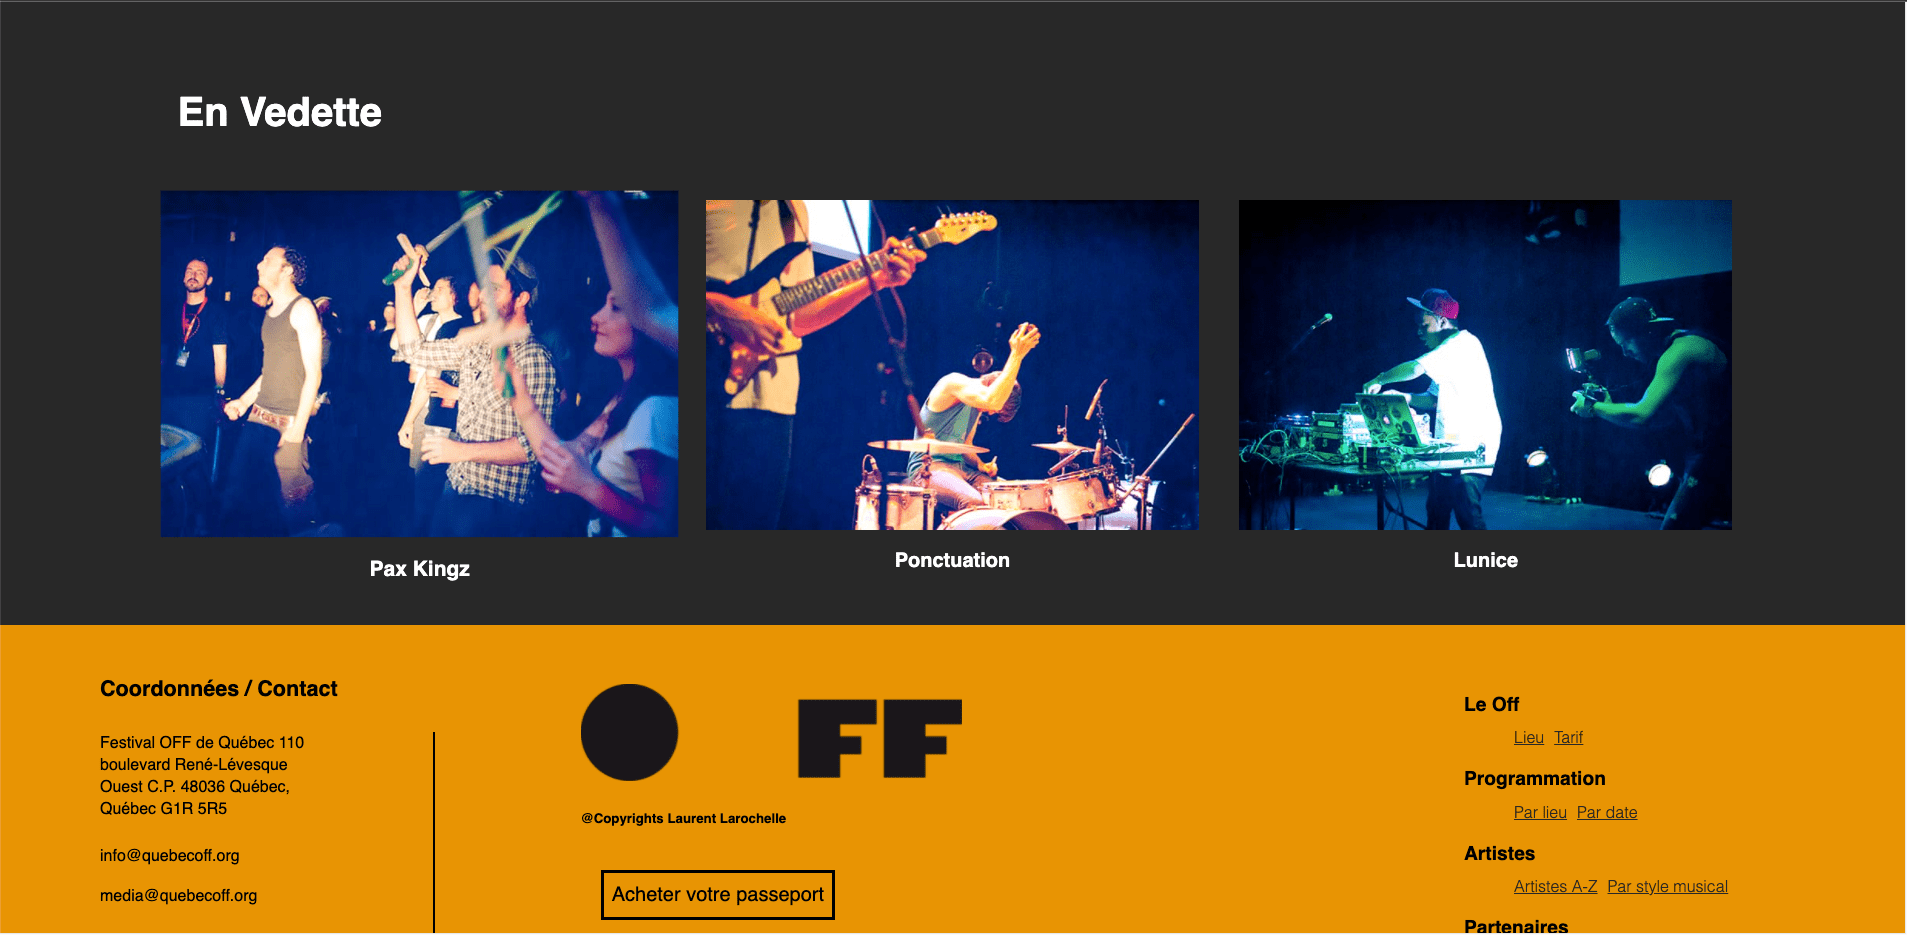 En Vedette
Pax Kingz
Ponctuation
Lunice
Coordonnées / Contact
Festival OFF de Québec 110
boulevard René-Lévesque
Ouest C.P. 48036 Québec,
Québec G1R 5R5
info@quebecoff.org
media@quebecoff.org
FF
@Copyrights Laurent Larochelle
Acheter votre passeport
Le Off
Lieu Tarif
Programmation
Par lieu Par date
Artistes
Artistes A-Z Par style musical
Partenaires